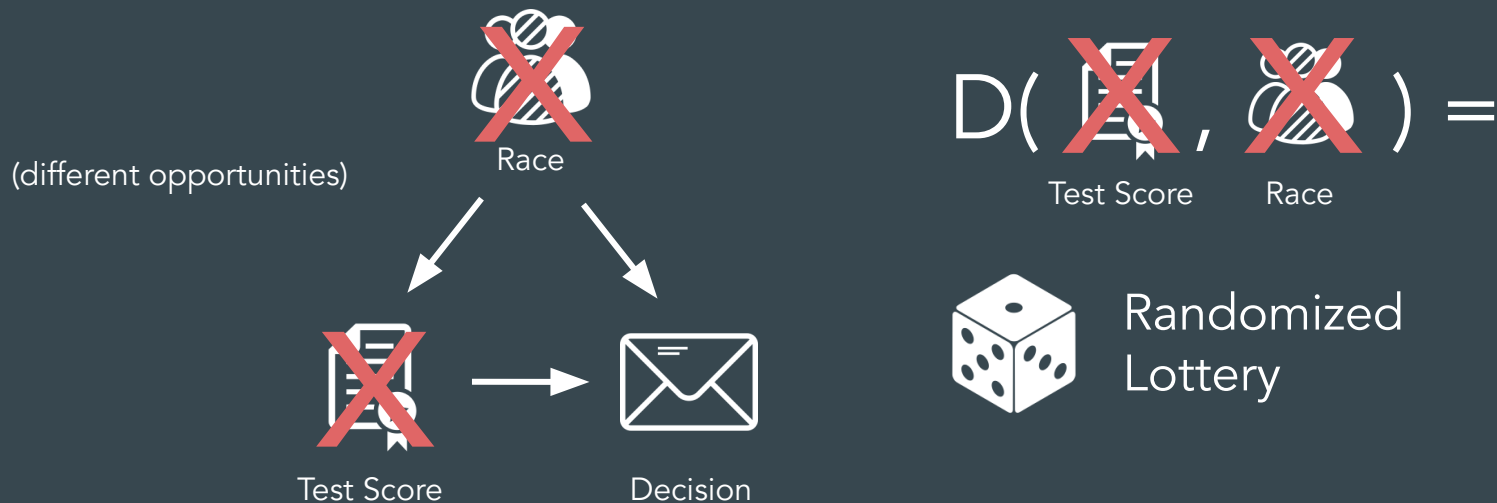 Race
(different opportunities)
Test Score
Decision
D( , ) =
Test Score
Race
Randomized
Lottery